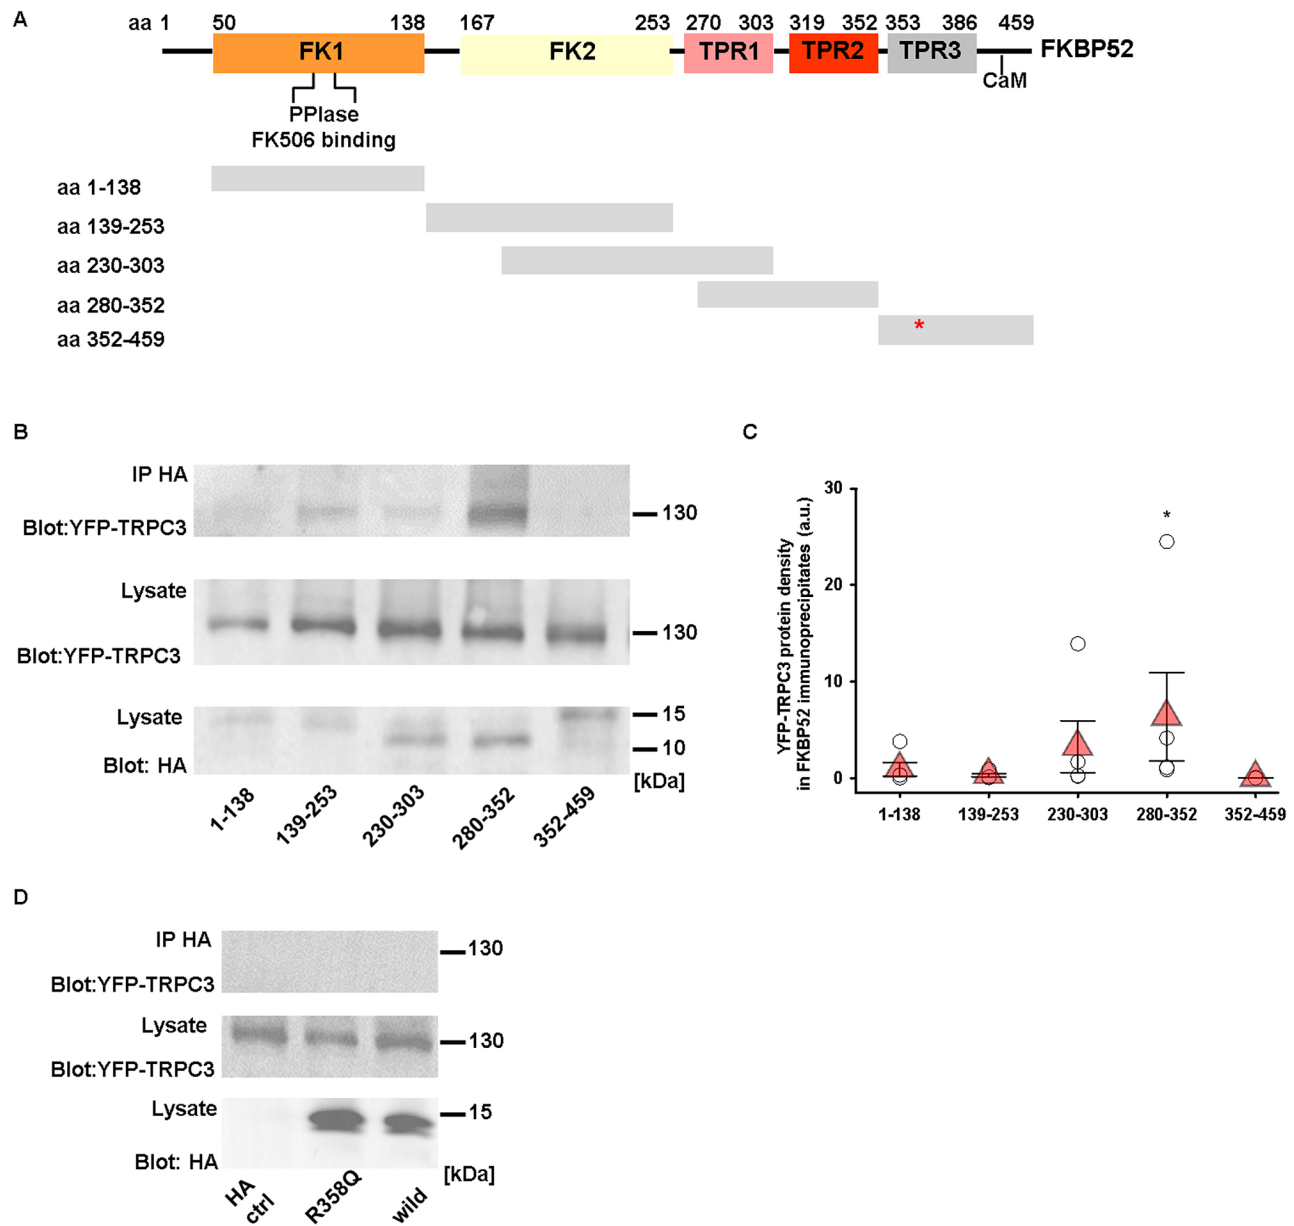 A
aa 1 50 138 167 253 270 303 319 352 353 386 459
FK1 FK2 TPR1 TPR2 TPR3 FKBP52
CaM
PPIase
FK506 binding
aa 1-138
aa 139-253
aa 230-303
aa 280-352
aa 352-459
*
B
IP HA
Blot:YFP-TRPC3
130
Lysate
Blot:YFP-TRPC3
130
Lysate
Blot: HA
15
10
[kDa]
1-138 139-253 230-303 280-352 352-459
C
YFP-TRPC3 protein density
in FKBP52 immunoprecipitates (a.u.)
30
20
10
0
*
1-138 139-253 230-303 280-352 352-459
D
IP HA
Blot:YFP-TRPC3
130
Lysate
Blot:YFP-TRPC3
130
Lysate
Blot: HA
15
[kDa]
HA
ctrl
R358Q
wild